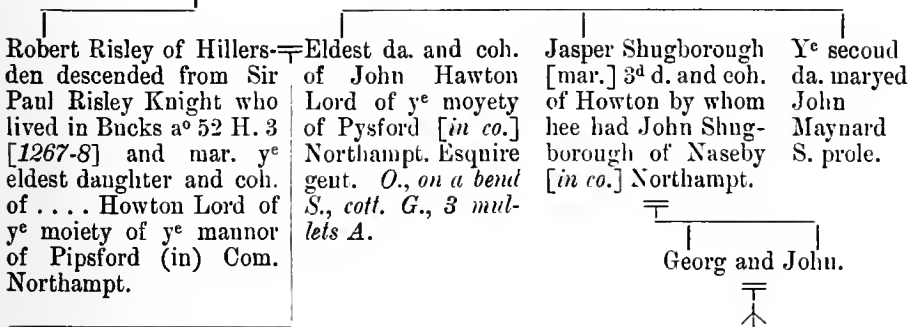 Robert Risley of Hillers-
den descended from Sir
Paul Risley Knight who
lived in Bucks aº 52 H. 3
[1267-8] and mar. yᵉ
eldest daughter and coh.
of .... Howton Lord of
yᵉ moiety of yᵉ mannor
of Pipsford (in) Com.
Northampt.
Eldest da. and coh.
of John Hawton
Lord of yᵉ moyety
of Pysford [in co.]
Northampt. Esquire
gent. O., on a bend
S., cott. G., 3 mul-
lets A.
Jasper Shugborough
[mar.] 3ᵈ d. and coh.
of Howton by whom
hee had John Shug-
borough of Naseby
[in co.] Northampt.
Georg and John.
Yᵉ second
da. maryed
John
Maynard
S. prole.